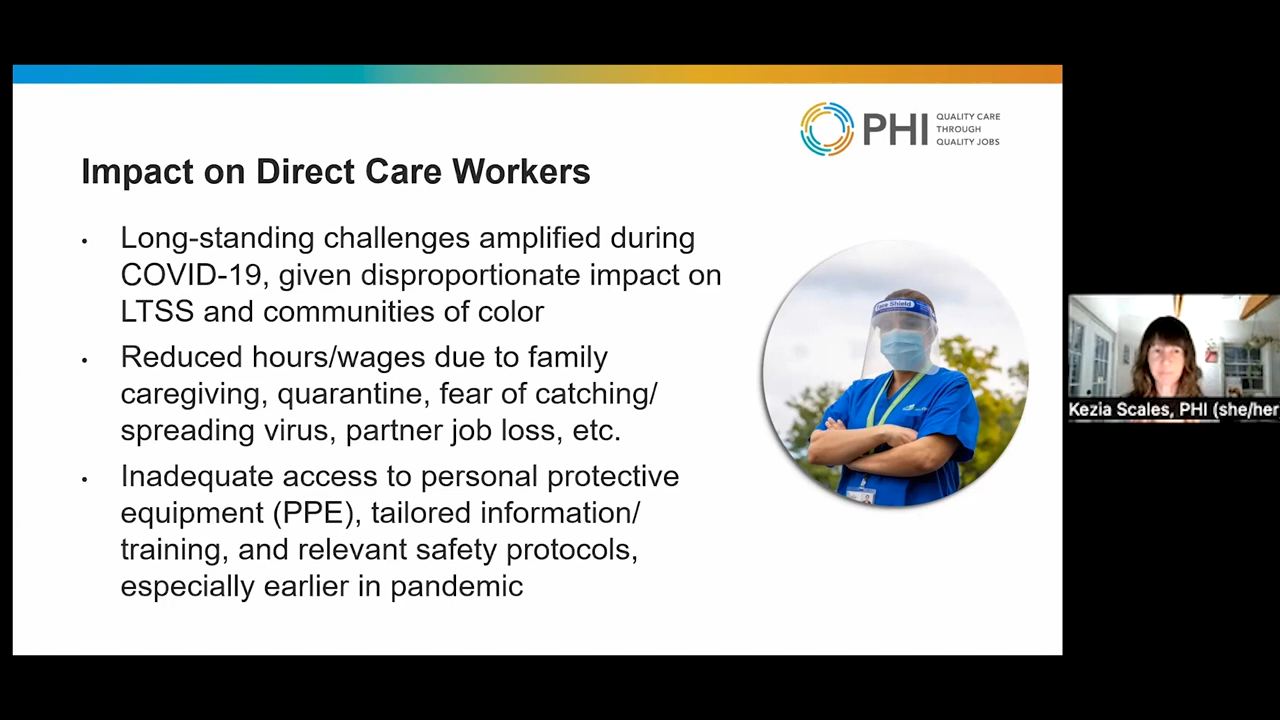 PHI
QUALITY CARE
THROUGH
QUALITY JOBS
Impact on Direct Care Workers
• Long-standing challenges amplified during
COVID-19, given disproportionate impact on
LTSS and communities of color
• Reduced hours/wages due to family
caregiving, quarantine, fear of catching/
spreading virus, partner job loss, etc.
• Inadequate access to personal protective
equipment (PPE), tailored information/
training, and relevant safety protocols,
especially earlier in pandemic
Face Shield
Kezia Scales, PHI (she/her